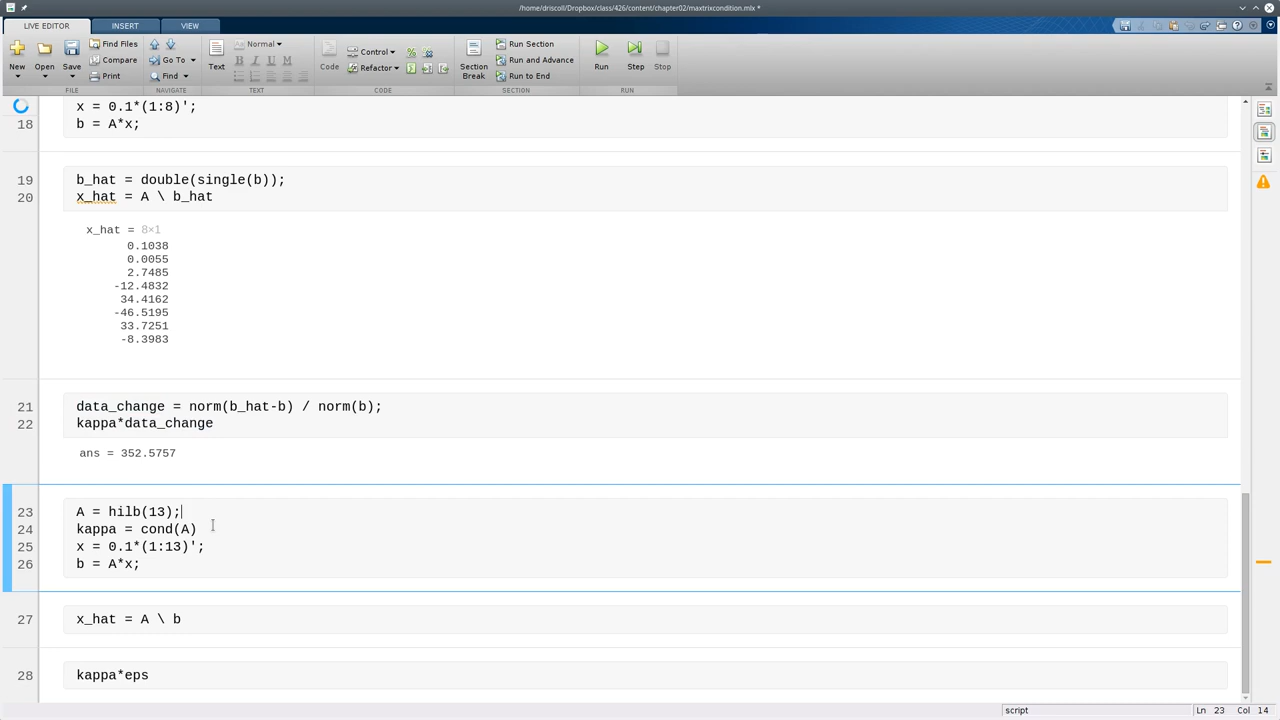 /home/driscoll/Dropbox/class/426/content/chapter02/maxtrixcondition.mlx *
LIVE EDITOR INSERT VIEW
New Open Save Find Files Compare Print
FILE
Go To Find
NAVIGATE
Text Normal B I U M
TEXT
Code Control Refactor
CODE
Section Break Run Section Run and Advance Run to End
SECTION
Run Step Stop
RUN
x = 0.1*(1:8)';
18 b = A*x;
19 b_hat = double(single(b));
20 x_hat = A \ b_hat
x_hat = 8×1
0.1038
0.0055
2.7485
-12.4832
34.4162
-46.5195
33.7251
-8.3983
21 data_change = norm(b_hat-b) / norm(b);
22 kappa*data_change
ans = 352.5757
23 A = hilb(13);
24 kappa = cond(A)
25 x = 0.1*(1:13)';
26 b = A*x;
27 x_hat = A \ b
28 kappa*eps
script Ln 23 Col 14